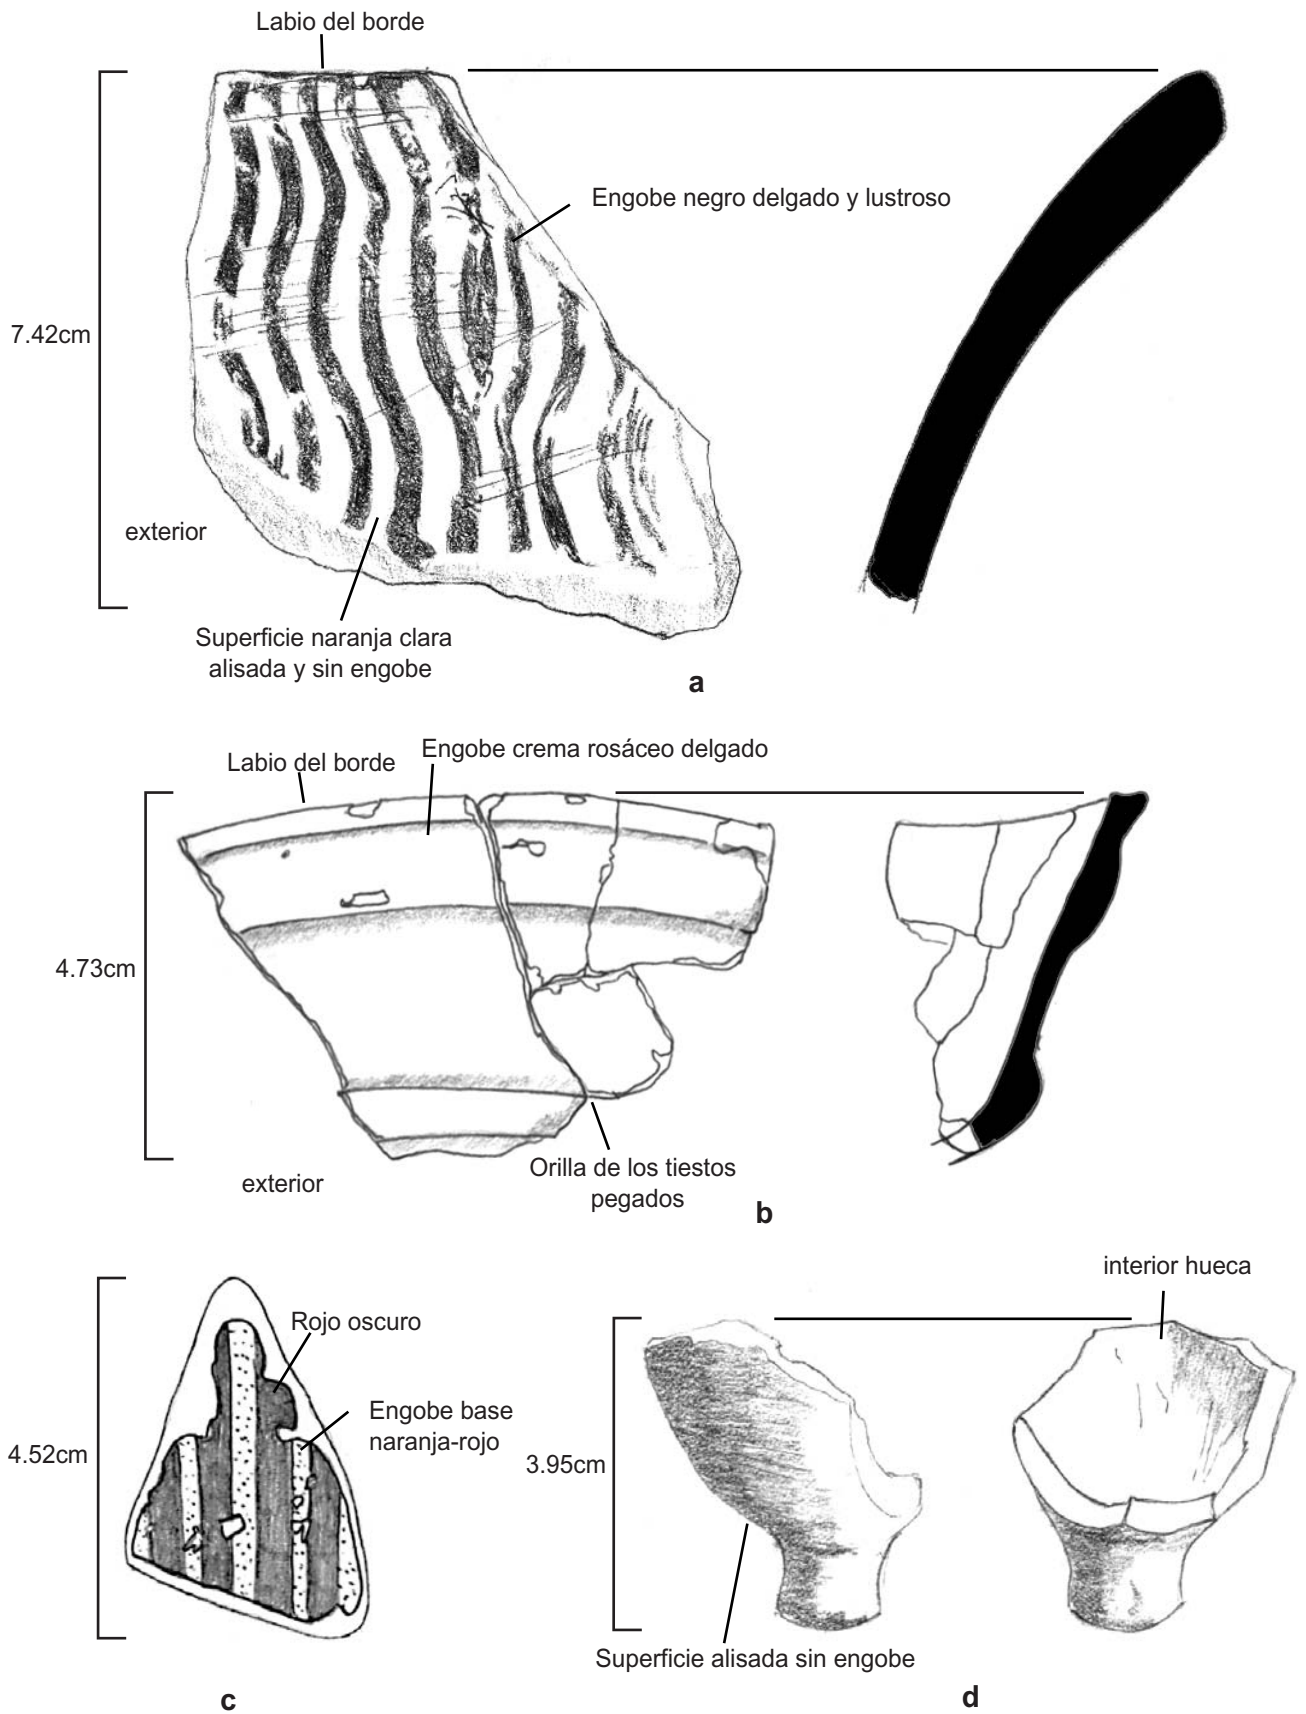 Labio del borde
Engobe negro delgado y lustroso
7.42cm
exterior
Superficie naranja clara
alisada y sin engobe
a
Labio del borde
Engobe crema rosáceo delgado
4.73cm
Orilla de los tiestos
pegados
exterior
b
interior hueca
Rojo oscuro
Engobe base
naranja-rojo
4.52cm
3.95cm
Superficie alisada sin engobe
c
d